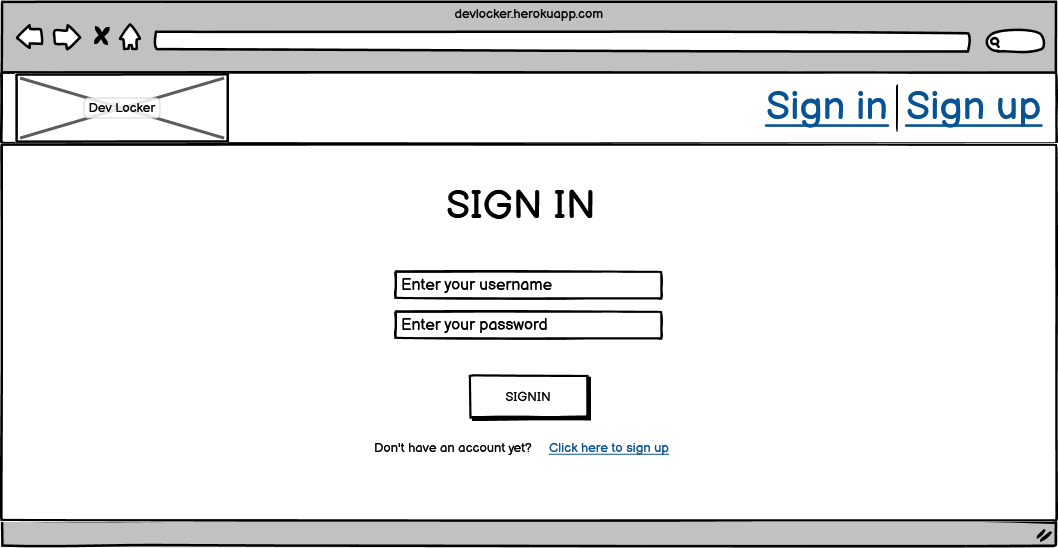 devlocker.herokuapp.com
Dev Locker
Sign in Sign up
SIGN IN
Enter your username
Enter your password
SIGNIN
Don't have an account yet? Click here to sign up